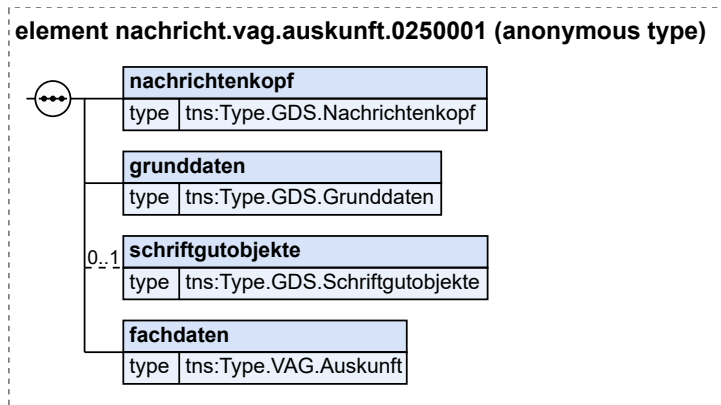 element nachricht.vag.auskunft.0250001 (anonymous type)
nachrichtenkopf
type tns:Type.GDS.Nachrichtenkopf
grunddaten
type tns:Type.GDS.Grunddaten
0..1 schriftgutobjekte
type tns:Type.GDS.Schriftgutobjekte
fachdaten
type tns:Type.VAG.Auskunft